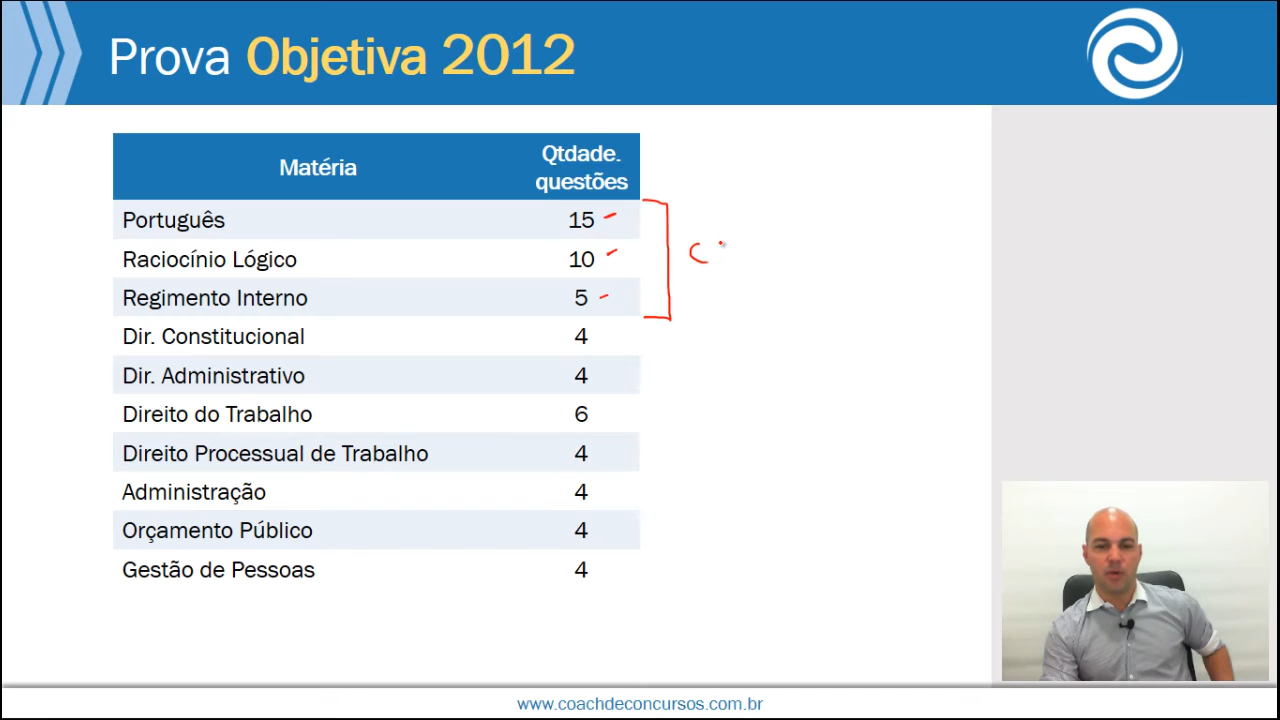 Prova Objetiva 2012
Matéria Qtdade. questões
Português 15
Raciocínio Lógico 10
Regimento Interno 5
Dir. Constitucional 4
Dir. Administrativo 4
Direito do Trabalho 6
Direito Processual de Trabalho 4
Administração 4
Orçamento Público 4
Gestão de Pessoas 4
www.coachdeconcursos.com.br